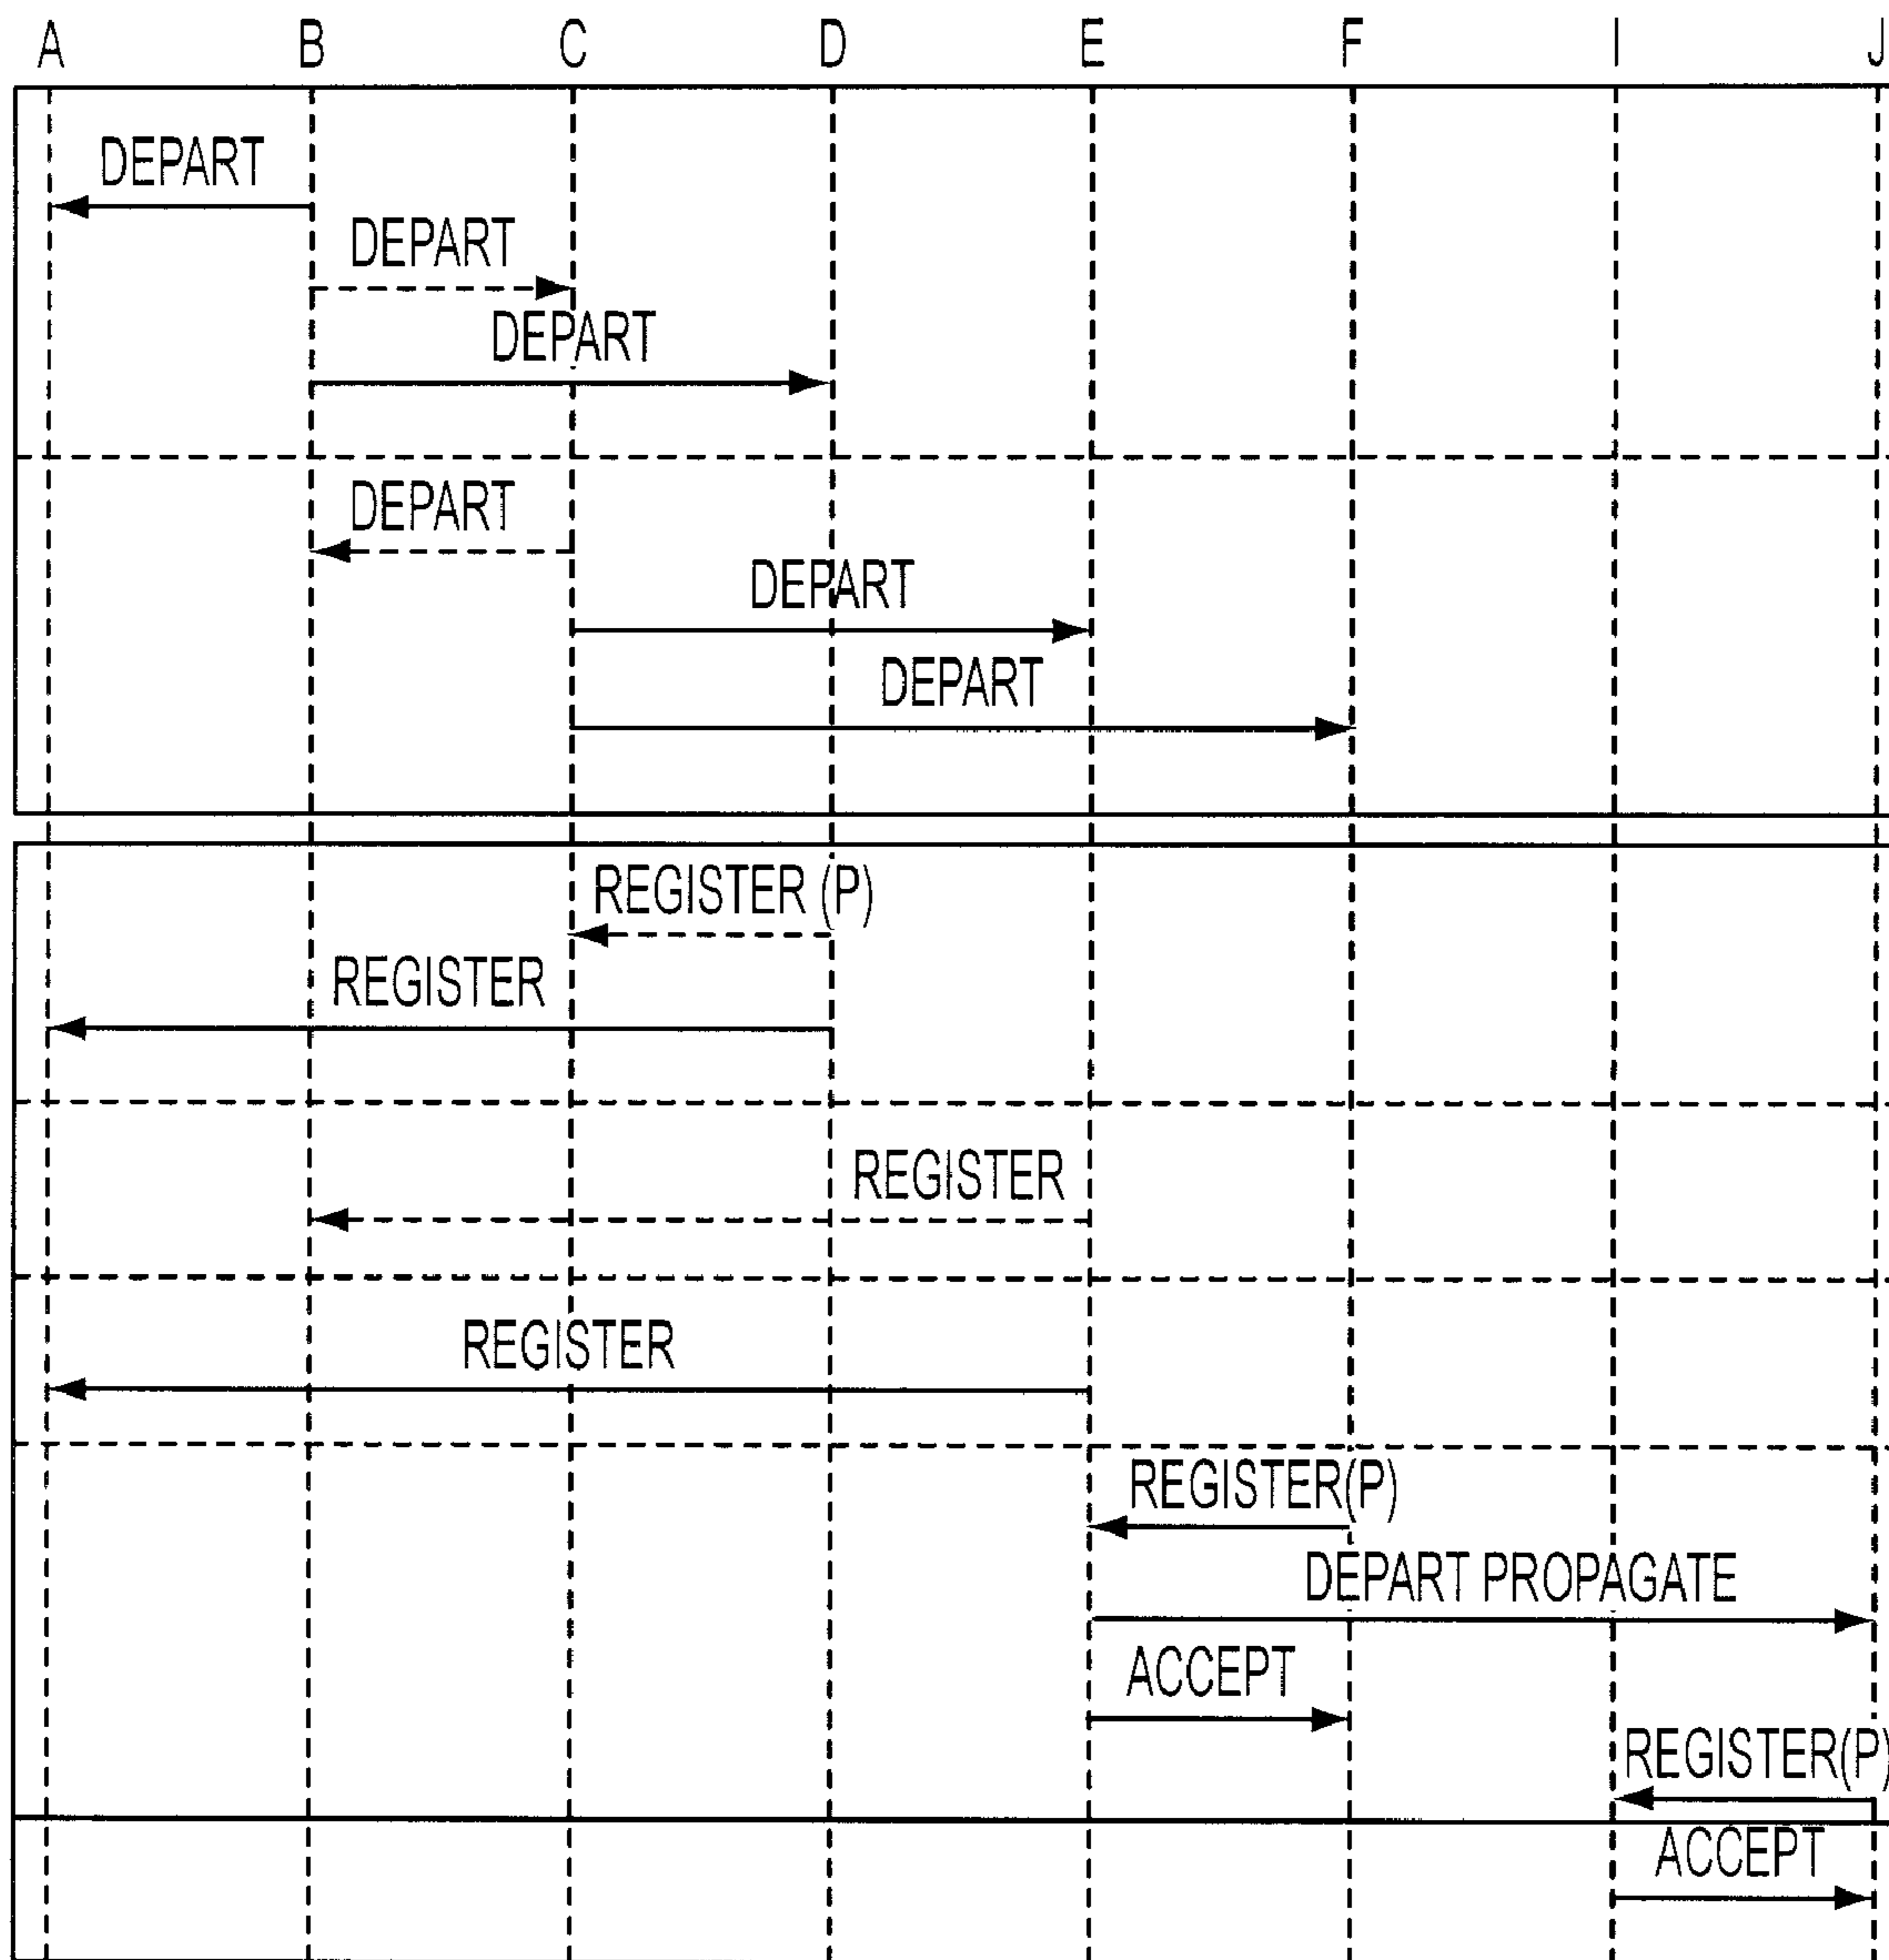 A B C D E F I J
DEPART
DEPART
DEPART
DEPART
DEPART
DEPART
REGISTER (P)
REGISTER
REGISTER
REGISTER
REGISTER(P)
DEPART PROPAGATE
ACCEPT
REGISTER(P)
ACCEPT